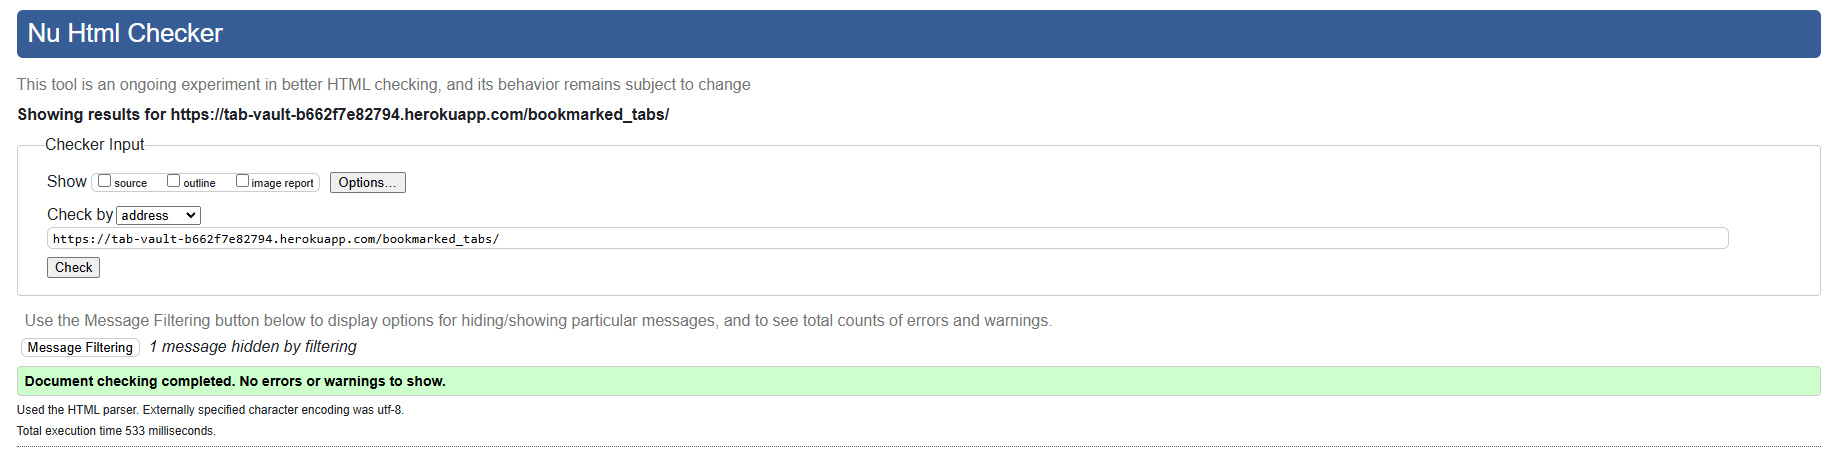 Nu Html Checker
This tool is an ongoing experiment in better HTML checking, and its behavior remains subject to change
Showing results for https://tab-vault-b662f7e82794.herokuapp.com/bookmarked_tabs/
Checker Input
Show source outline image report Options...
Check by address
https://tab-vault-b662f7e82794.herokuapp.com/bookmarked_tabs/
Check
Use the Message Filtering button below to display options for hiding/showing particular messages, and to see total counts of errors and warnings.
Message Filtering 1 message hidden by filtering
Document checking completed. No errors or warnings to show.
Used the HTML parser. Externally specified character encoding was utf-8.
Total execution time 533 milliseconds.